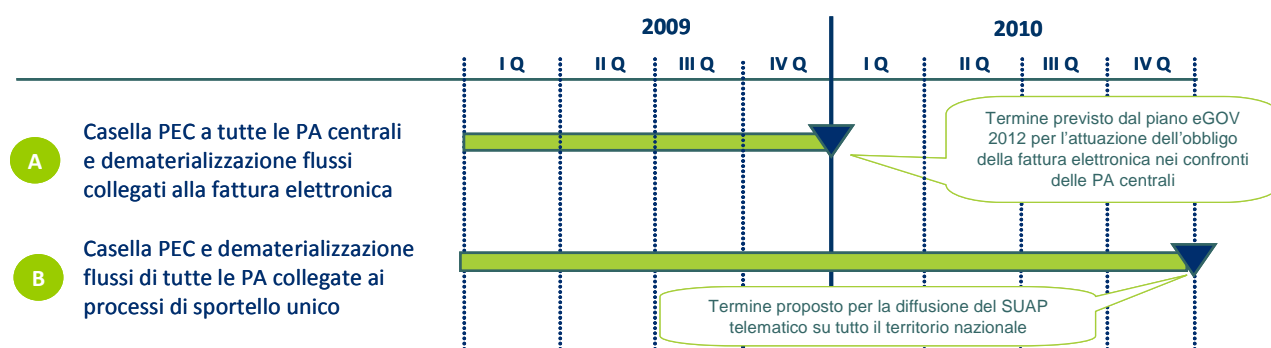 2009
2010
I Q
II Q
III Q
IV Q
I Q
II Q
III Q
IV Q
A
Casella PEC a tutte le PA centrali
e dematerializzazione flussi
collegati alla fattura elettronica
Termine previsto dal piano eGOV
2012 per l'attuazione dell'obbligo
della fattura elettronica nei confronti
delle PA centrali
B
Casella PEC e dematerializzazione
flussi di tutte le PA collegate ai
processi di sportello unico
Termine proposto per la diffusione del SUAP
telematico su tutto il territorio nazionale